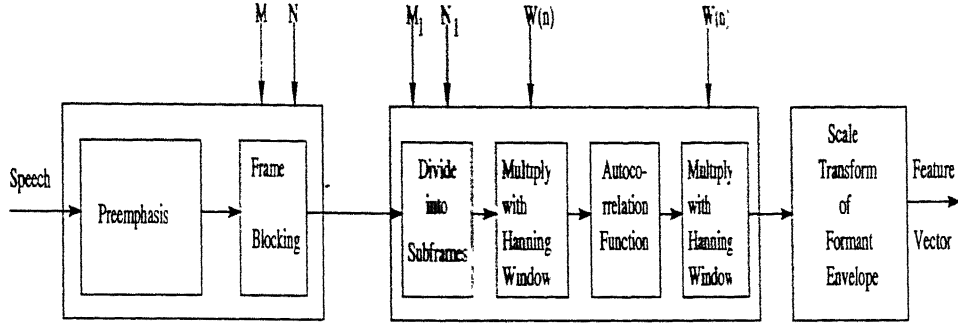 M N M1 N1 W(n) W(n)
Speech
Preemphasis
Frame
Blocking
Divide
into
Subframes
Multiply
with
Hanning
Window
Autoco-
rrelation
Function
Multiply
with
Hanning
Window
Scale
Transform
of
Formant
Envelope
Feature
Vector